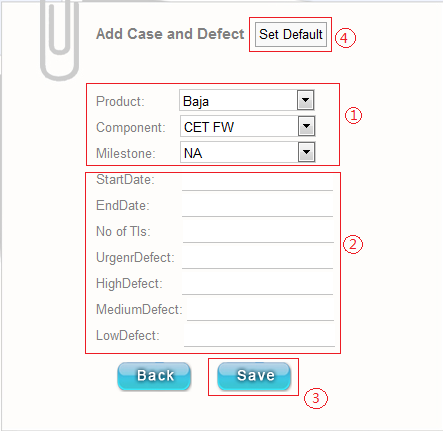 Add Case and Defect Set Default ④
Product: Baja
①
Component: CET FW
Milestone: NA
StartDate:
EndDate:
No of TIs:
②
UrgenrDefect:
HighDefect:
MediumDefect:
LowDefect:
Back Save
③